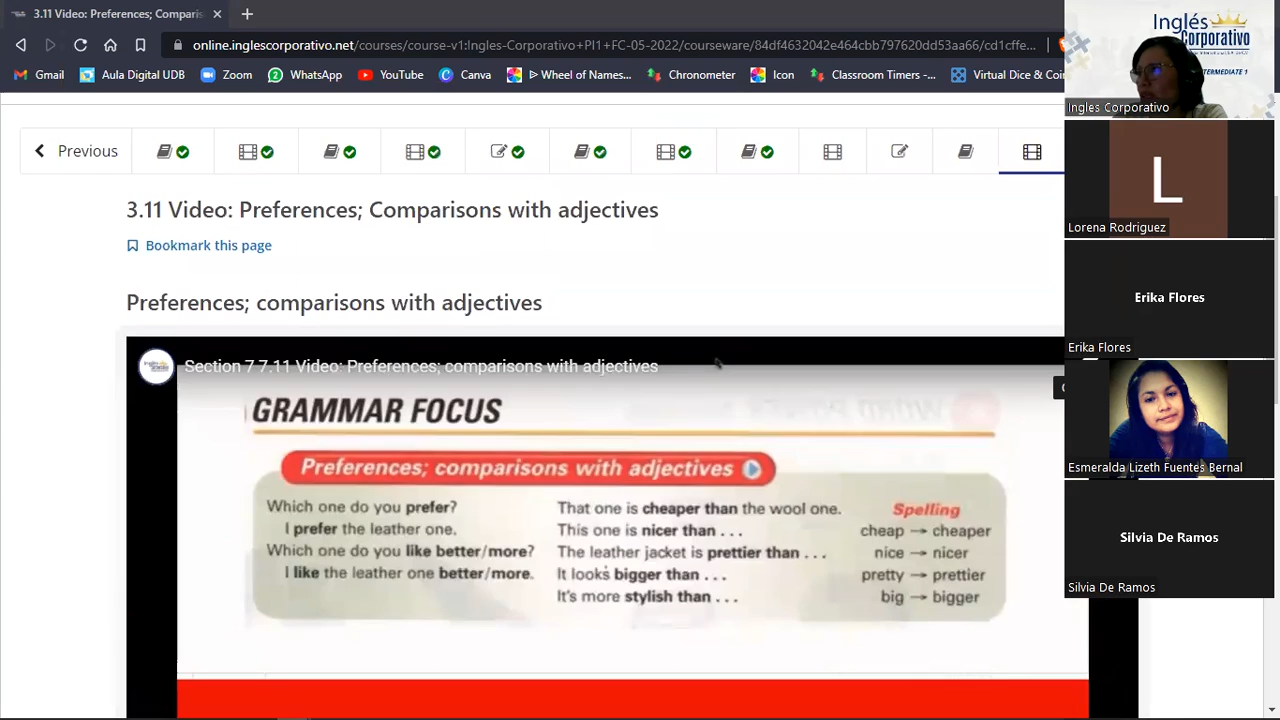 3.11 Video: Preferences; Comparis
online.inglescorporativo.net/courses/course-v1:Ingles-Corporativo+PI1+FC-05-2022/courseware/84df4632042e464cbb797620dd53aa66/cd1cffe...
Gmail
Aula Digital UDB
Zoom
WhatsApp
YouTube
Canva
ᐅ Wheel of Names...
Chronometer
Icon
Classroom Timers -...
Virtual Dice & Coi
Previous
3.11 Video: Preferences; Comparisons with adjectives
Bookmark this page
Preferences; comparisons with adjectives
Section 7 7.11 Video: Preferences; comparisons with adjectives
GRAMMAR FOCUS
Preferences; comparisons with adjectives
Which one do you prefer?
I prefer the leather one.
Which one do you like better/more?
I like the leather one better/more.
That one is cheaper than the wool one.
This one is nicer than . . .
The leather jacket is prettier than . . .
It looks bigger than . . .
It's more stylish than . . .
Spelling
cheap → cheaper
nice → nicer
pretty → prettier
big → bigger
Inglés
Corporativo
INTERMEDIATE 1
Ingles Corporativo
L
Lorena Rodriguez
Erika Flores
Erika Flores
Esmeralda Lizeth Fuentes Bernal
Silvia De Ramos
Silvia De Ramos